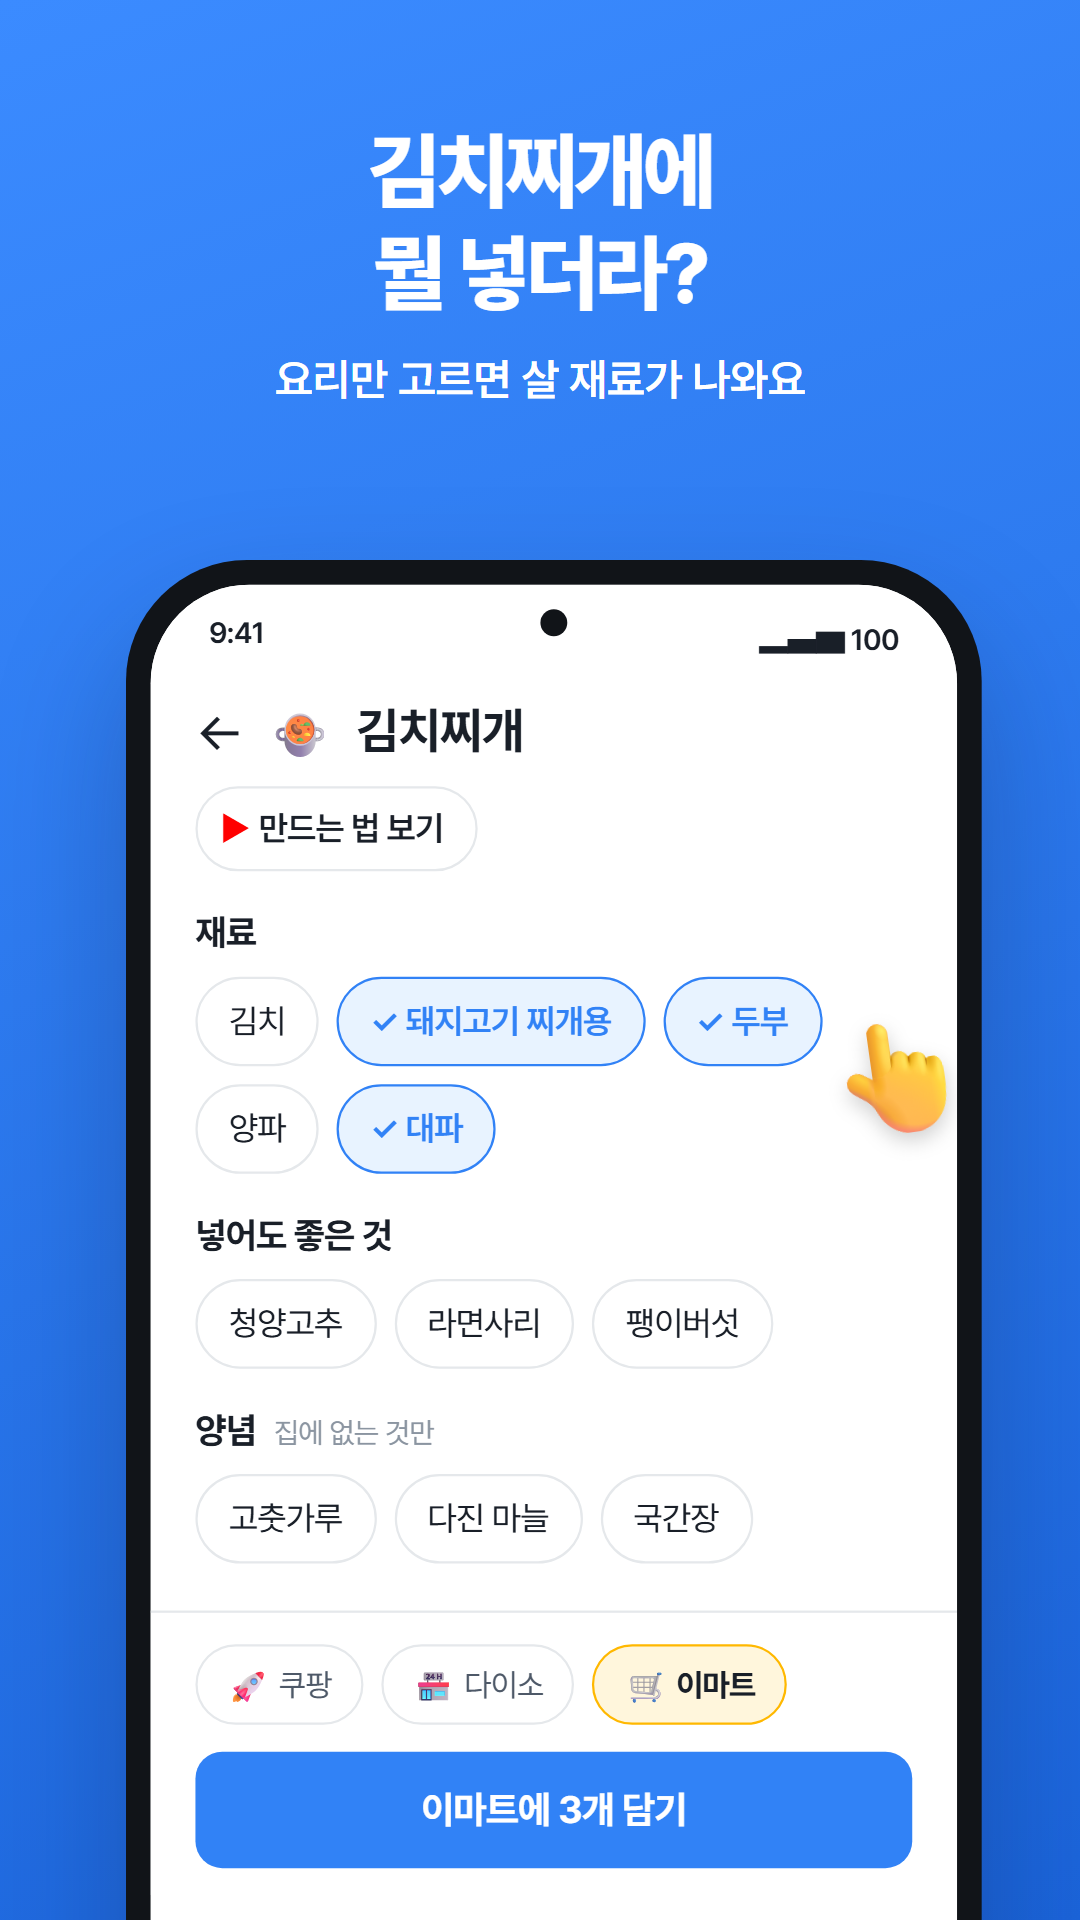 김치찌개에
뭘 넣더라?
요리만 고르면 살 재료가 나와요
9:41
100
김치찌개
만드는 법 보기
재료
김치
돼지고기 찌개용
두부
양파
대파
넣어도 좋은 것
청양고추
라면사리
팽이버섯
양념 집에 없는 것만
고춧가루
다진 마늘
국간장
쿠팡
24 H
다이소
이마트
이마트에 3개 담기